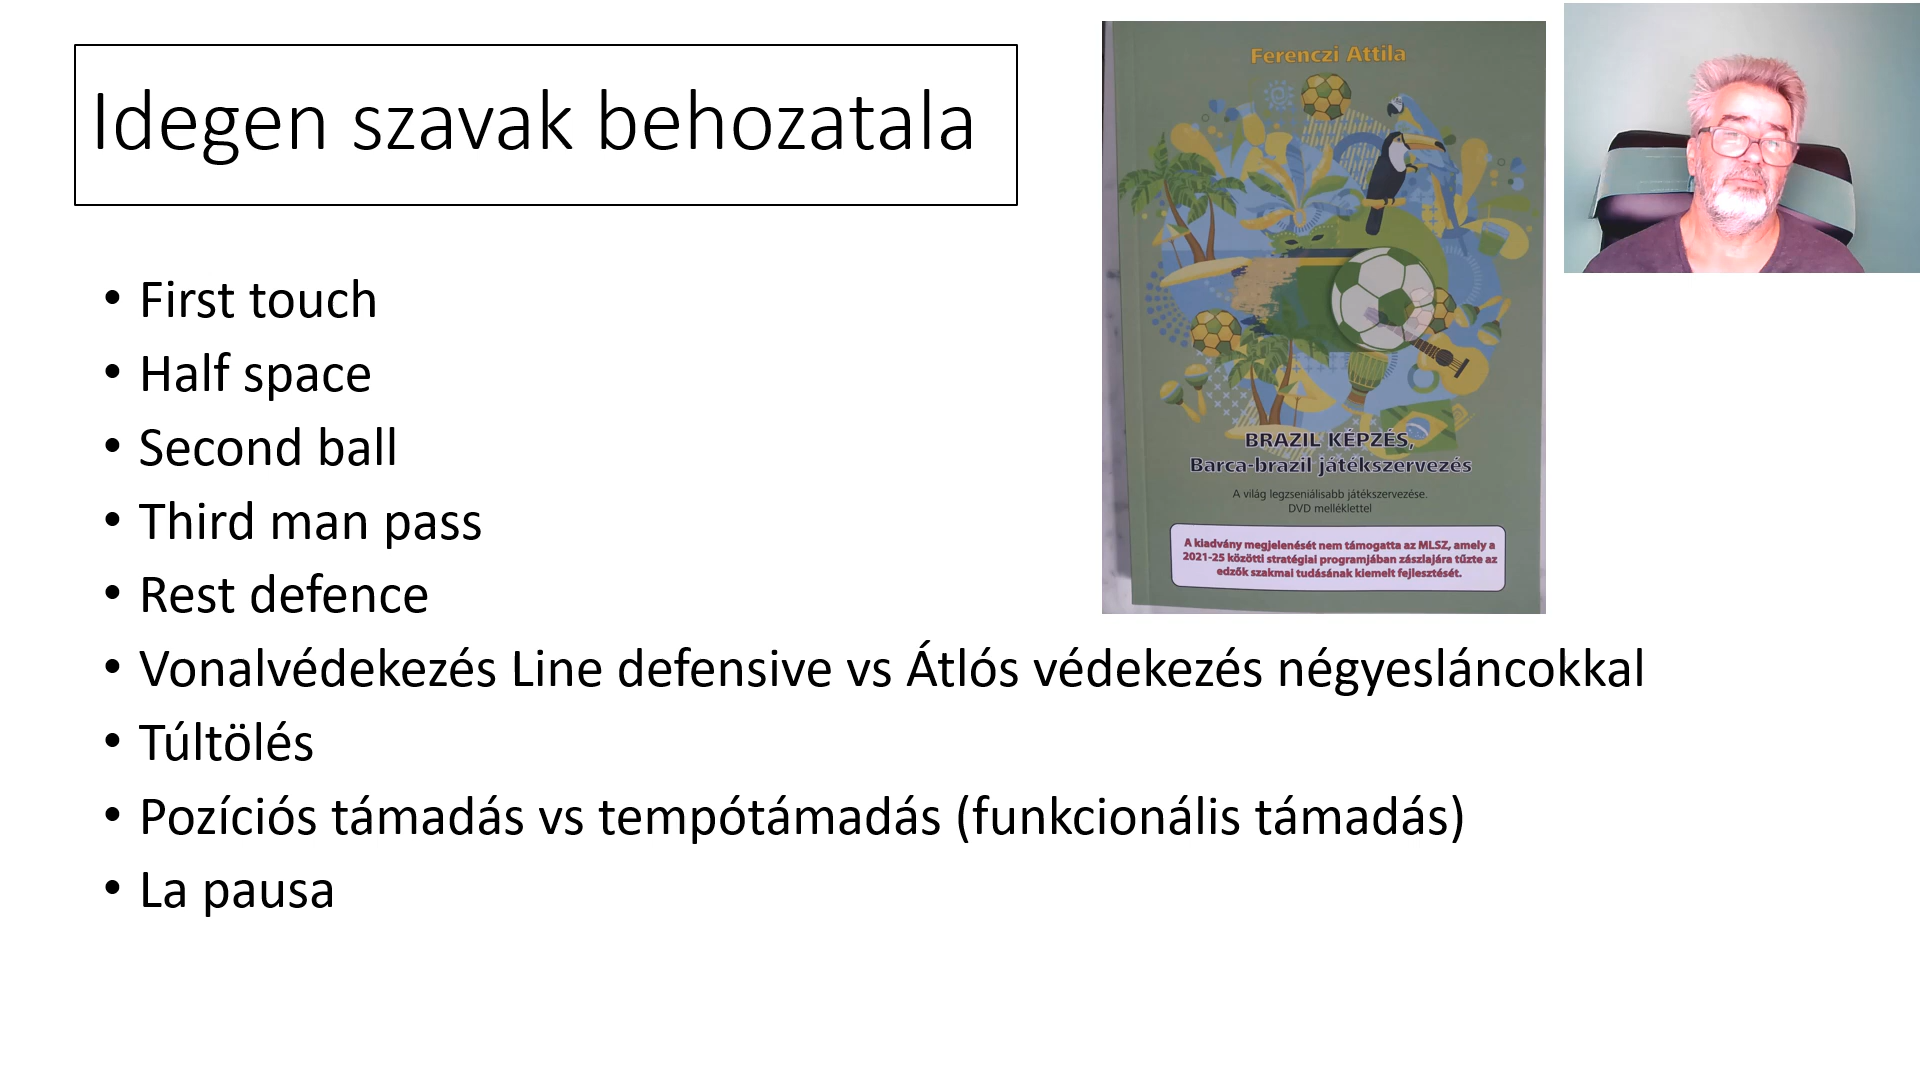 Idegen szavak behozatala
• First touch
• Half space
• Second ball
• Third man pass
• Rest defence
• Vonalvédekezés Line defensive vs Átlós védekezés négyesláncokkal
• Túltölés
• Pozíciós támadás vs tempótámadás (funkcionális támadás)
• La pausa
Ferenczi Attila
BRAZIL KÉPZÉS,
Barca-brazil játékszervezés
A világ legzseniálisabb játékszervezése.
DVD melléklettel
A kiadvány megjelenését nem támogatta az MLSZ, amely a
2021-25 közötti stratégiai programjában zászlajára tűzte az
edzők szakmai tudásának kiemelt fejlesztését.